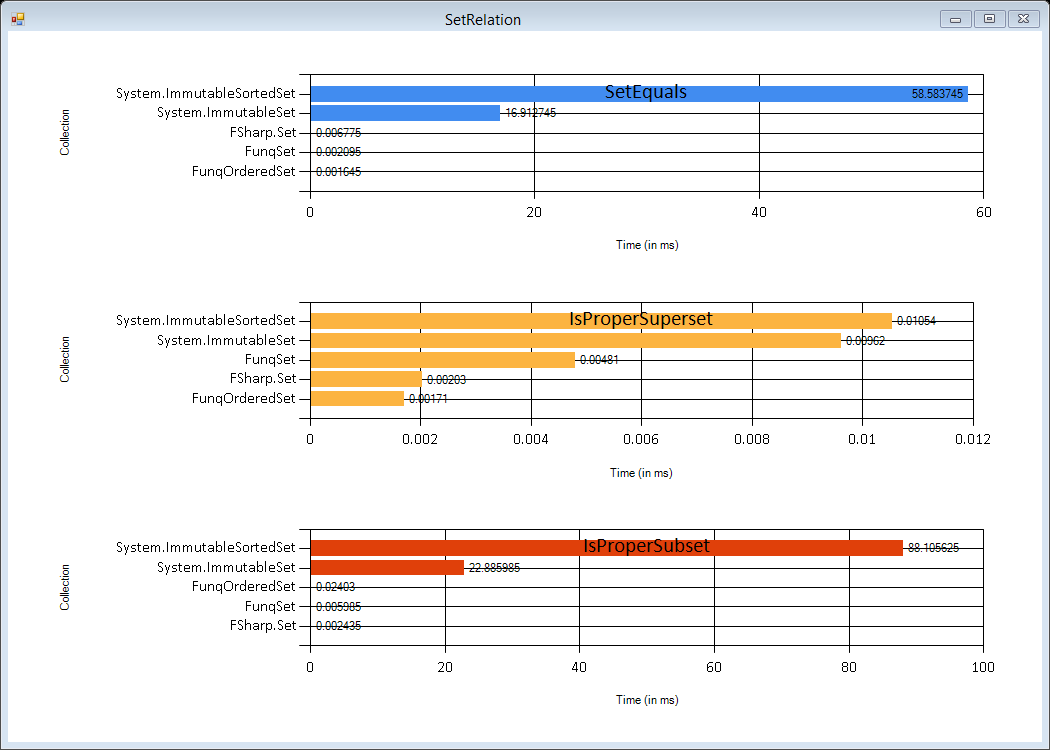 SetRelation
SetEquals
Collection
System.ImmutableSortedSet 58.583745
System.ImmutableSet 16.912745
FSharp.Set 0.006775
FunqSet 0.002095
FunqOrderedSet 0.001645
0 20 40 60
Time (in ms)
IsProperSuperset
Collection
System.ImmutableSortedSet 0.01054
System.ImmutableSet 0.00962
FunqSet 0.00481
FSharp.Set 0.00203
FunqOrderedSet 0.00171
0 0.002 0.004 0.006 0.008 0.01 0.012
Time (in ms)
IsProperSubset
Collection
System.ImmutableSortedSet 88.105625
System.ImmutableSet 22.885985
FunqOrderedSet 0.02403
FunqSet 0.005985
FSharp.Set 0.002435
0 20 40 60 80 100
Time (in ms)